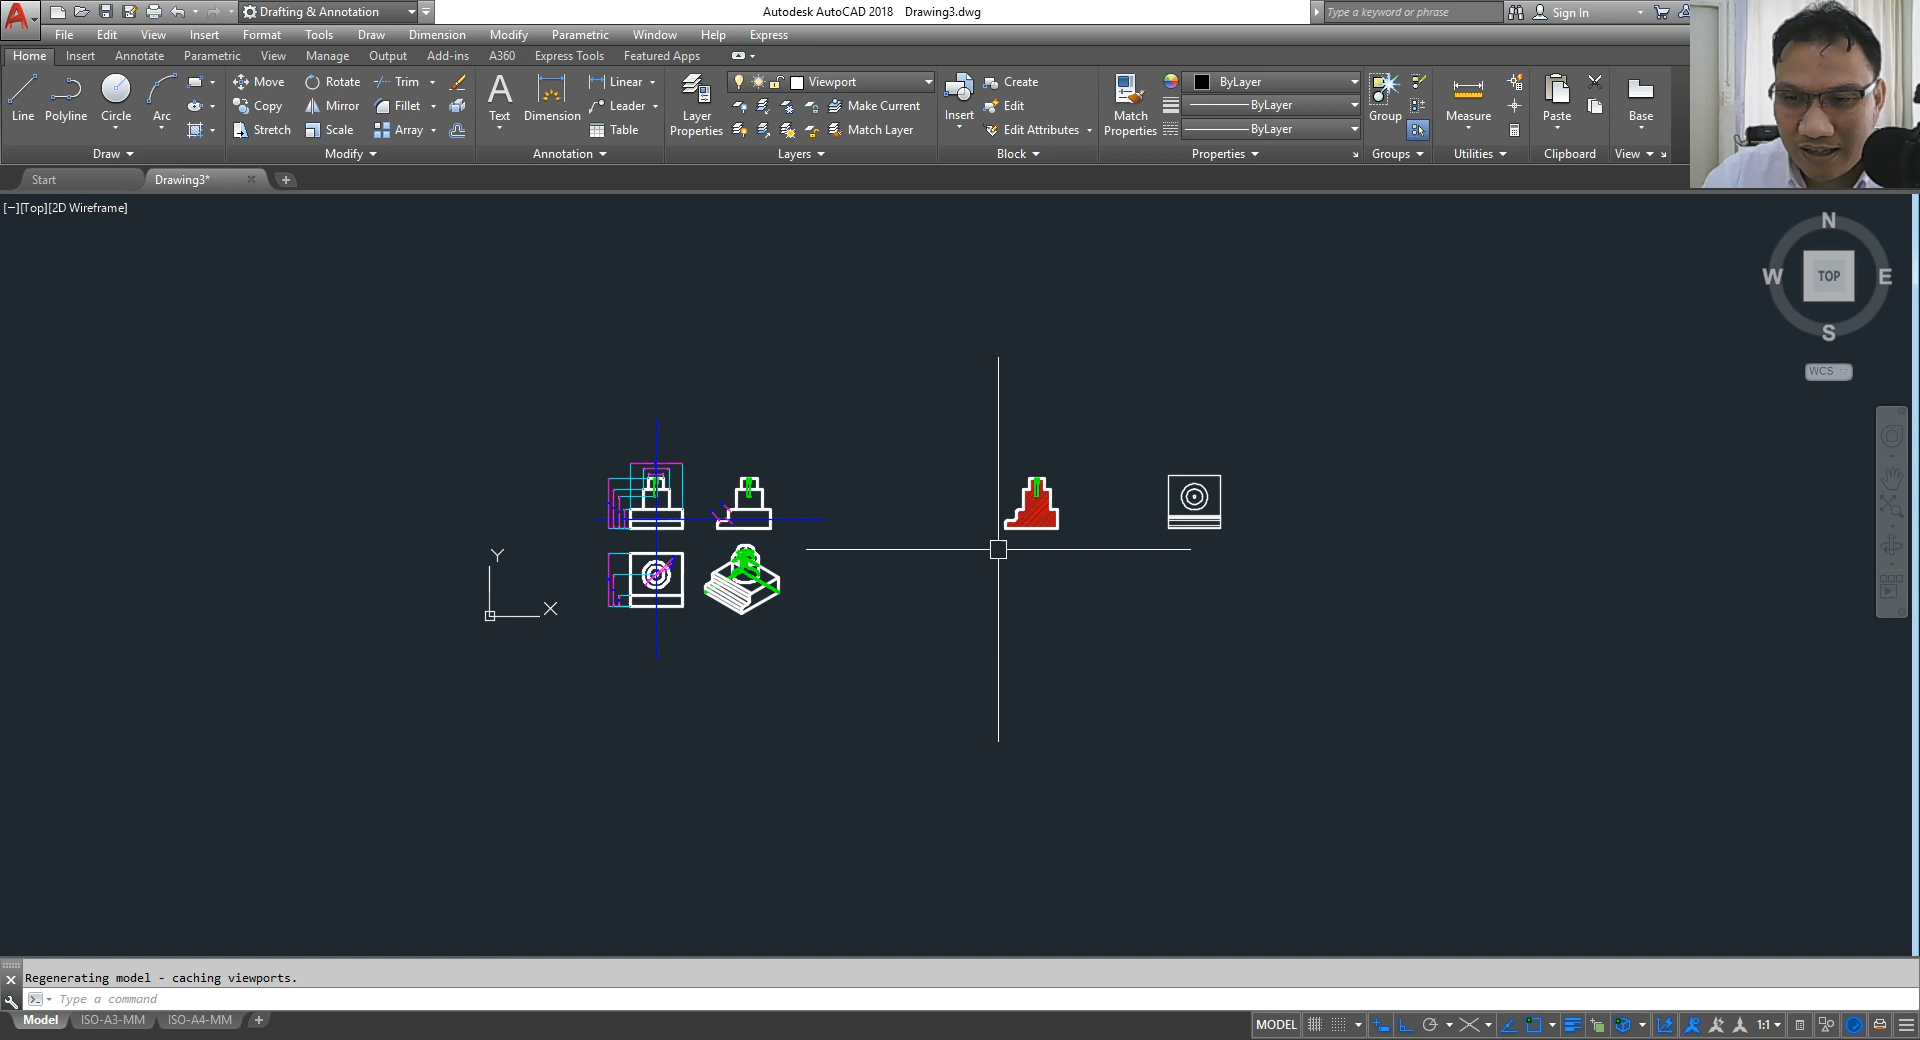 Drafting & Annotation
Autodesk AutoCAD 2018 Drawing3.dwg
Type a keyword or phrase
Sign In
File Edit View Insert Format Tools Draw Dimension Modify Parametric Window Help Express
Home Insert Annotate Parametric View Manage Output Add-ins A360 Express Tools Featured Apps
Line
Polyline
Circle
Arc
Draw
Move
Rotate
Trim
Copy
Mirror
Fillet
Stretch
Scale
Array
Modify
Text
Dimension
Linear
Leader
Table
Annotation
Layer
Properties
Viewport
Make Current
Match Layer
Layers
Insert
Create
Edit
Edit Attributes
Block
Match
Properties
ByLayer
ByLayer
ByLayer
Properties
Group
Groups
Measure
Utilities
Paste
Clipboard
Base
View
Start
Drawing3*
[−][Top][2D Wireframe]
N
W TOP E
S
WCS
Y
X
Regenerating model - caching viewports.
Type a command
Model ISO-A3-MM ISO-A4-MM
MODEL
1:1